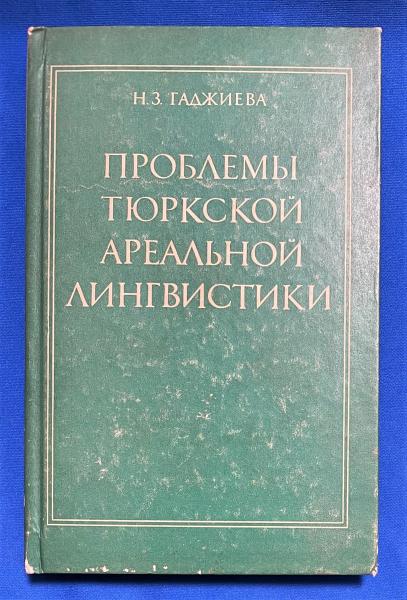 Н.З. ГАДЖИЕВА
ПРОБЛЕМЫ
ТЮРКСКОЙ
АРЕАЛЬНОЙ
ЛИНГВИСТИКИ